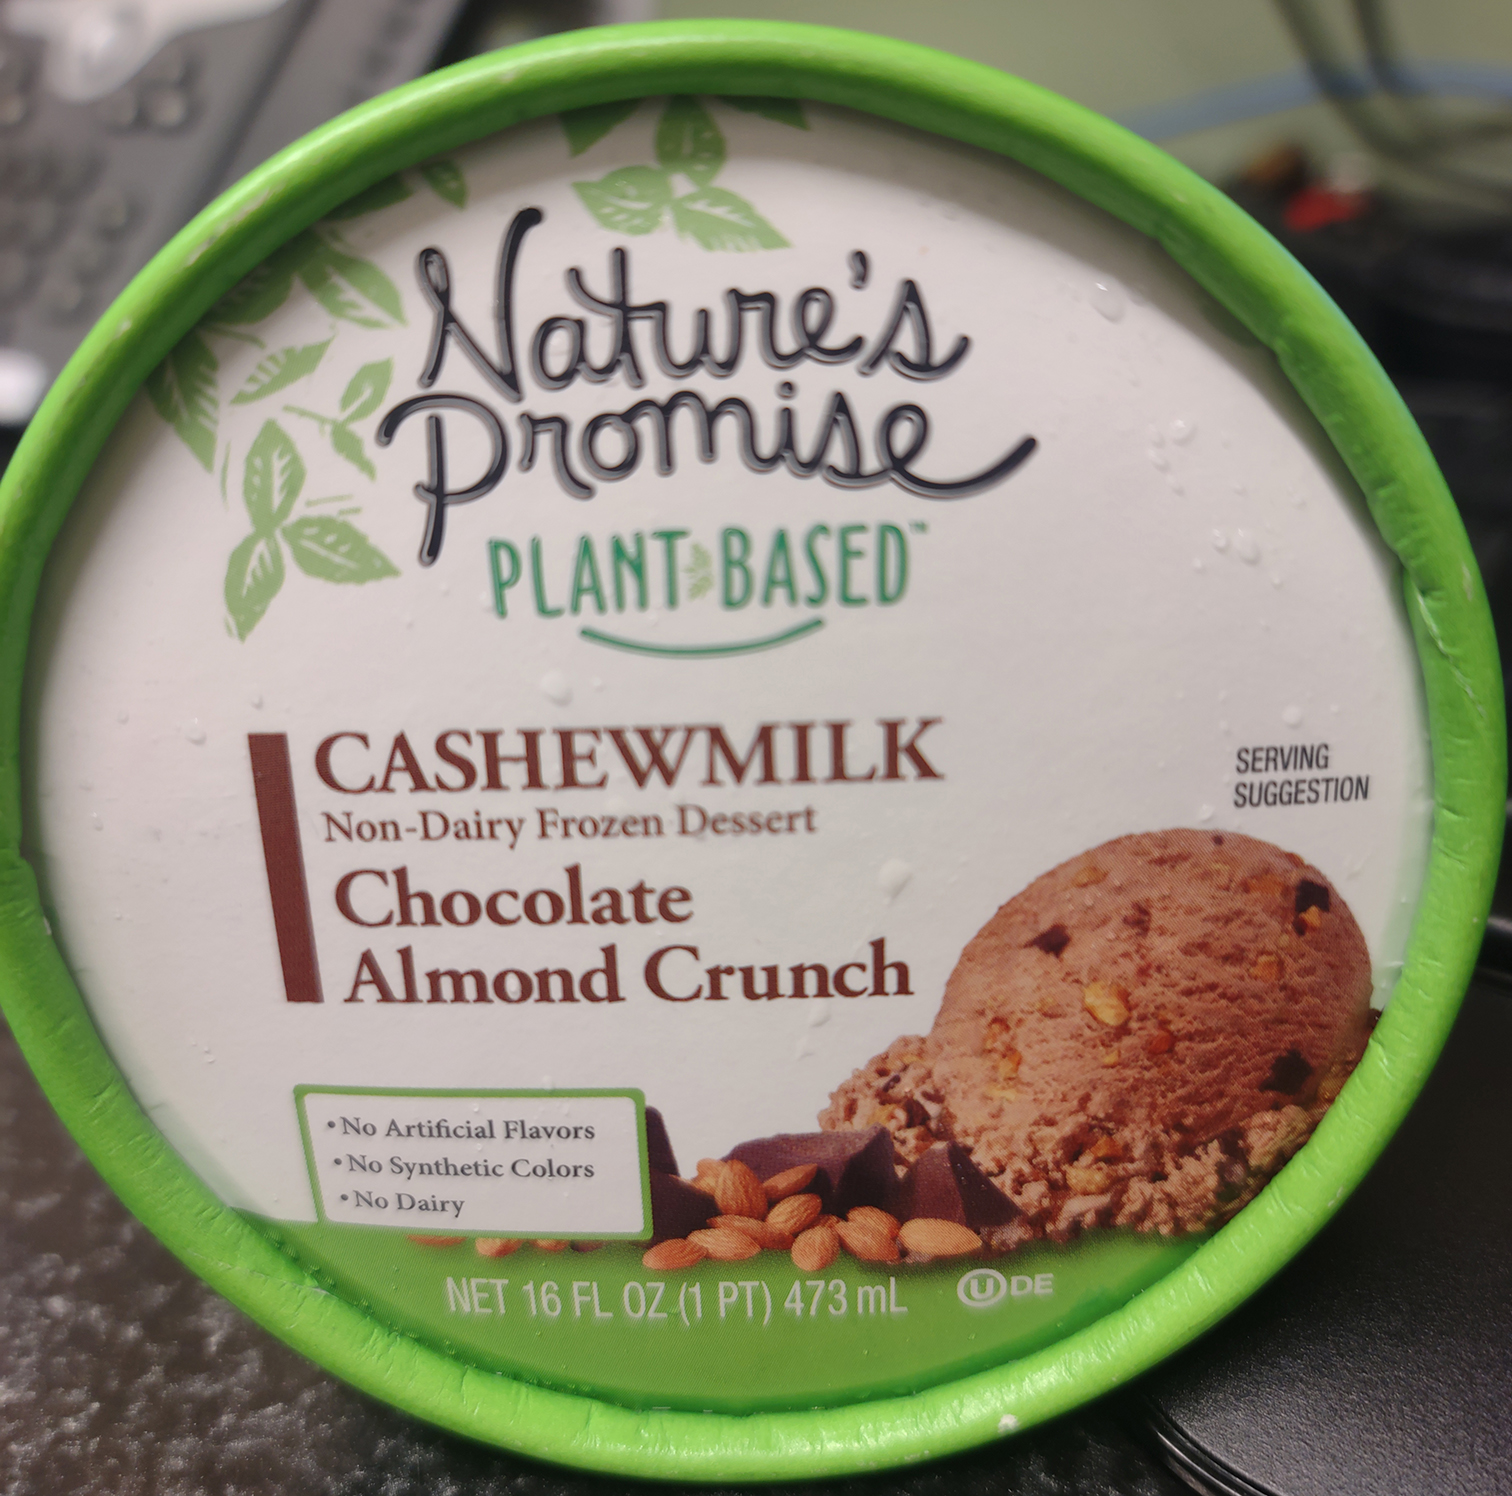 Nature's
Promise
PLANT BASED™
CASHEWMILK
Non-Dairy Frozen Dessert
Chocolate
Almond Crunch
SERVING
SUGGESTION
• No Artificial Flavors
• No Synthetic Colors
• No Dairy
NET 16 FL OZ (1 PT) 473 mL
Ⓤ DE